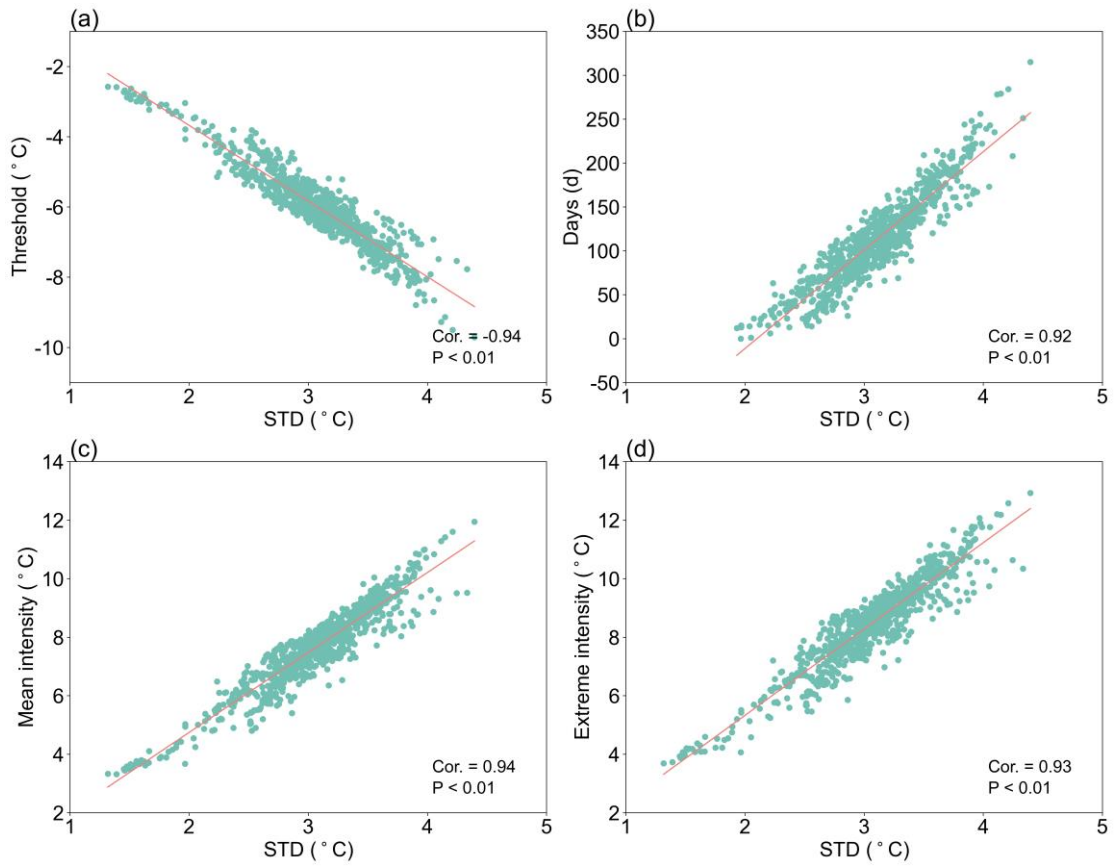 (a)
-2
-4
-6
-8
-10
Threshold ( ° C)
Cor. = -0.94
P < 0.01
1 2 3 4 5
STD ( ° C)
(b)
350
300
250
200
150
100
50
0
-50
Days (d)
Cor. = 0.92
P < 0.01
1 2 3 4 5
STD ( ° C)
(c)
14
12
10
8
6
4
2
Mean intensity ( ° C)
Cor. = 0.94
P < 0.01
1 2 3 4 5
STD ( ° C)
(d)
14
12
10
8
6
4
2
Extreme intensity ( ° C)
Cor. = 0.93
P < 0.01
1 2 3 4 5
STD ( ° C)